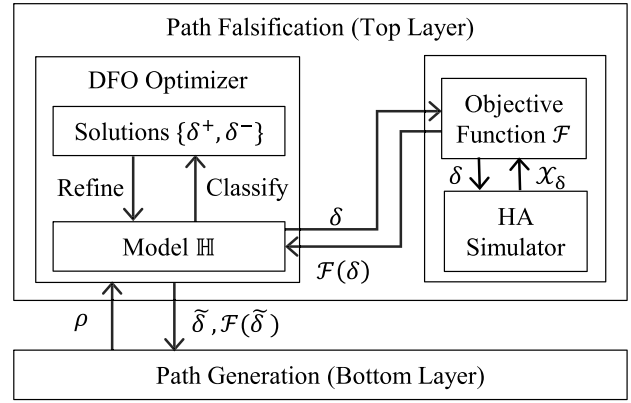 Path Falsification (Top Layer)
DFO Optimizer
Solutions {δ⁺, δ⁻}
Refine
Classify
Model ℍ
δ
ℱ(δ)
Objective
Function ℱ
δ
𝒳_δ
HA
Simulator
ρ
δ̃, ℱ(δ̃)
Path Generation (Bottom Layer)